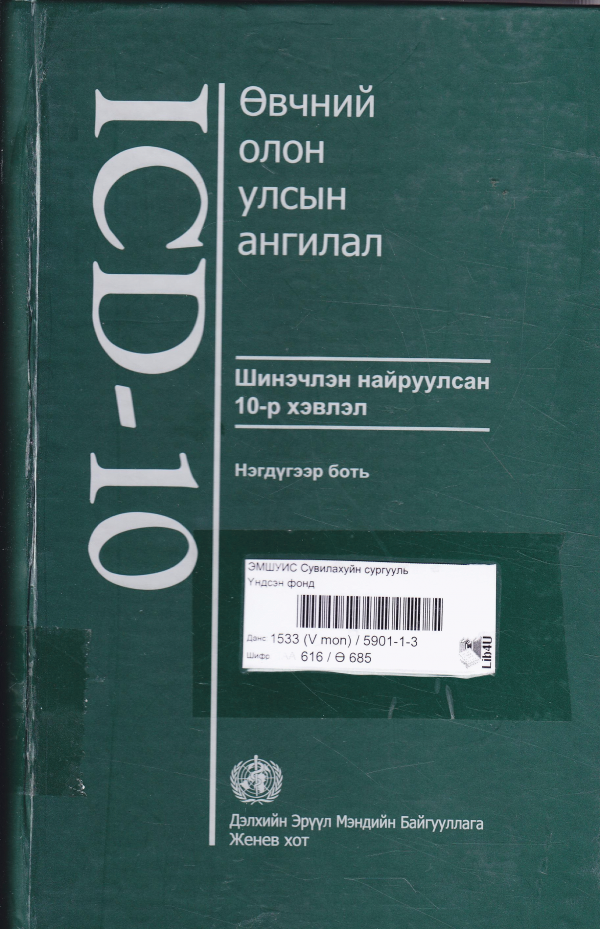 ICD-10
Өвчний
олон
улсын
ангилал
Шинэчлэн найруулсан
10-р хэвлэл
Нэгдүгээр боть
ЭМШУИС Сувилахуйн сургууль
Үндсэн фонд
Данс 1533 (V mon) / 5901-1-3
Шифр 616 / Ө 685
Lib4U
Дэлхийн Эрүүл Мэндийн Байгууллага
Женев хот